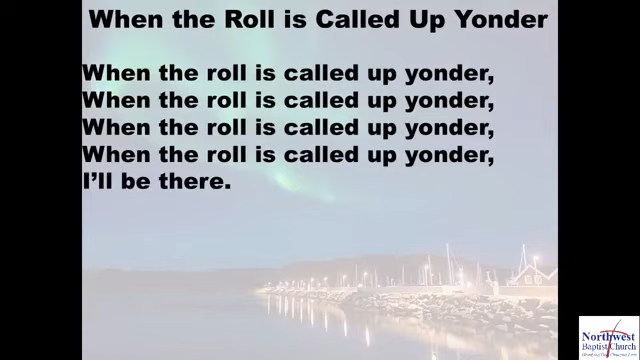 When the Roll is Called Up Yonder
When the roll is called up yonder,
When the roll is called up yonder,
When the roll is called up yonder,
When the roll is called up yonder,
I'll be there.
Northwest
Baptist Church